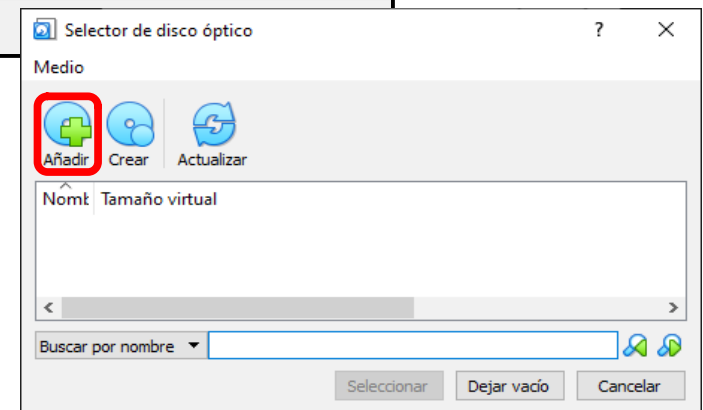 Selector de disco óptico
Medio
Añadir Crear Actualizar
Nomb Tamaño virtual
Buscar por nombre
Seleccionar Dejar vacío Cancelar